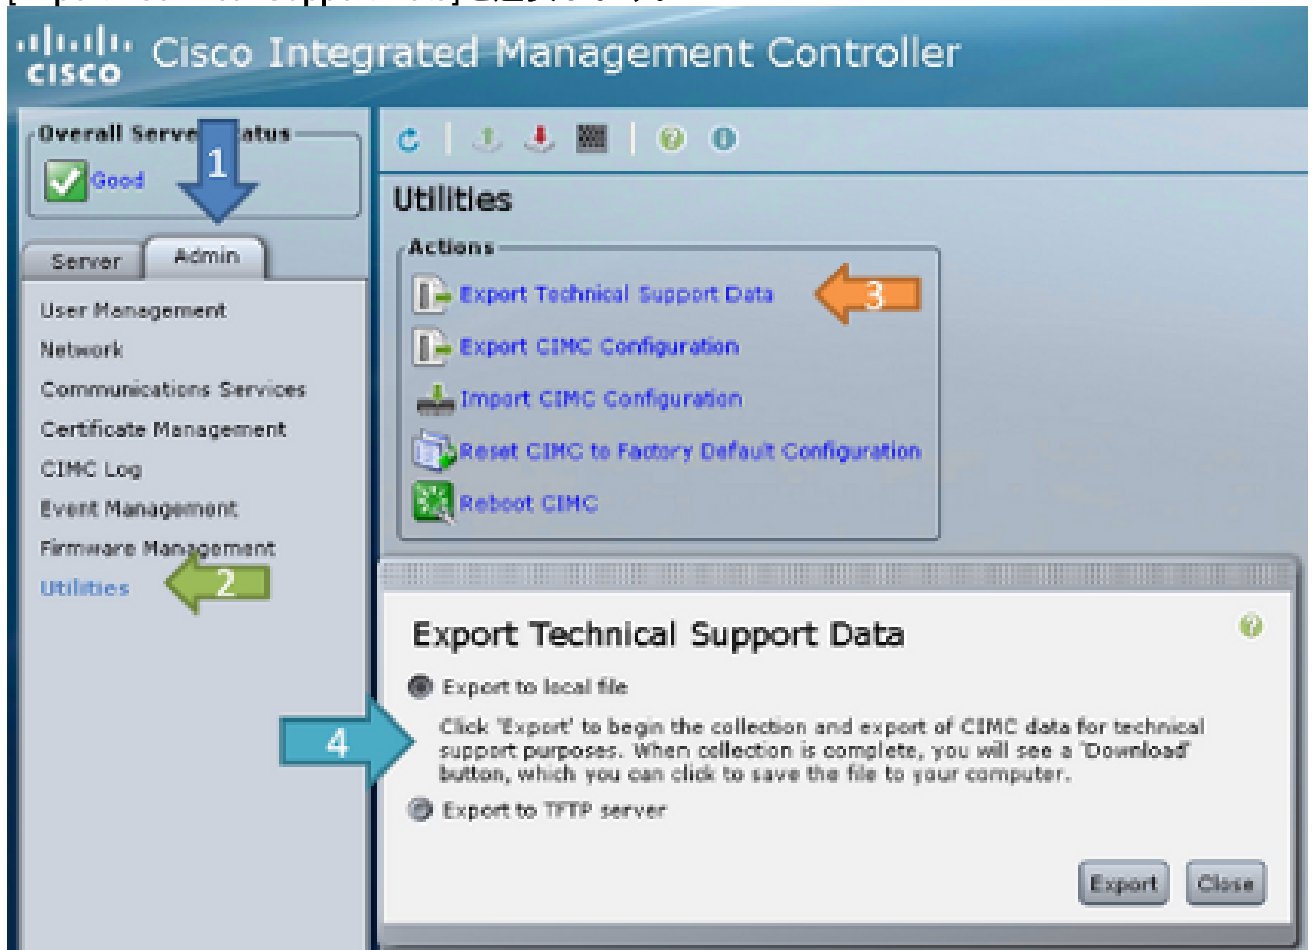 cisco Cisco Integrated Management Controller
Overall Serve atus
1
Good
Server Admin
User Management
Network
Communications Services
Certificate Management
CIMC Log
Event Management
Firmware Management
Utilities
2
Utilities
Actions
Export Technical Support Data
3
Export CIMC Configuration
Import CIMC Configuration
Reset CIMC to Factory Default Configuration
Reboot CIMC
Export Technical Support Data
Export to local file
4
Click 'Export' to begin the collection and export of CIMC data for technical
support purposes. When collection is complete, you will see a 'Download'
button, which you can click to save the file to your computer.
Export to TFTP server
Export Close